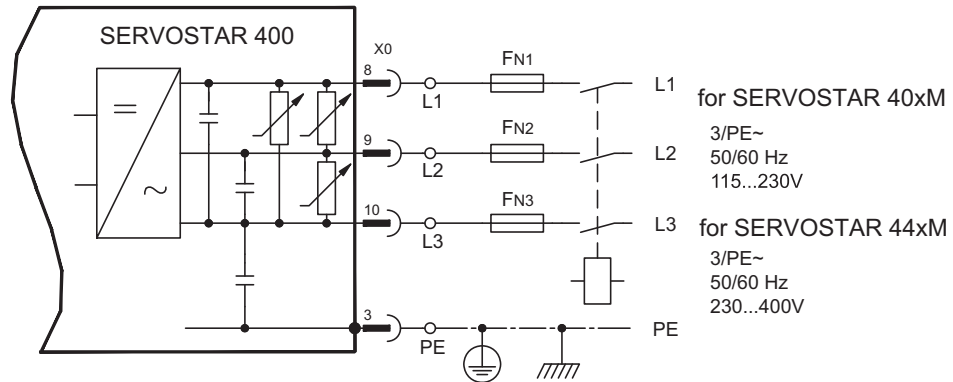 SERVOSTAR 400
X0
8
L1
FN1
L1
9
L2
FN2
L2
10
L3
FN3
L3
3
PE
PE
for SERVOSTAR 40xM
3/PE~
50/60 Hz
115...230V
for SERVOSTAR 44xM
3/PE~
50/60 Hz
230...400V